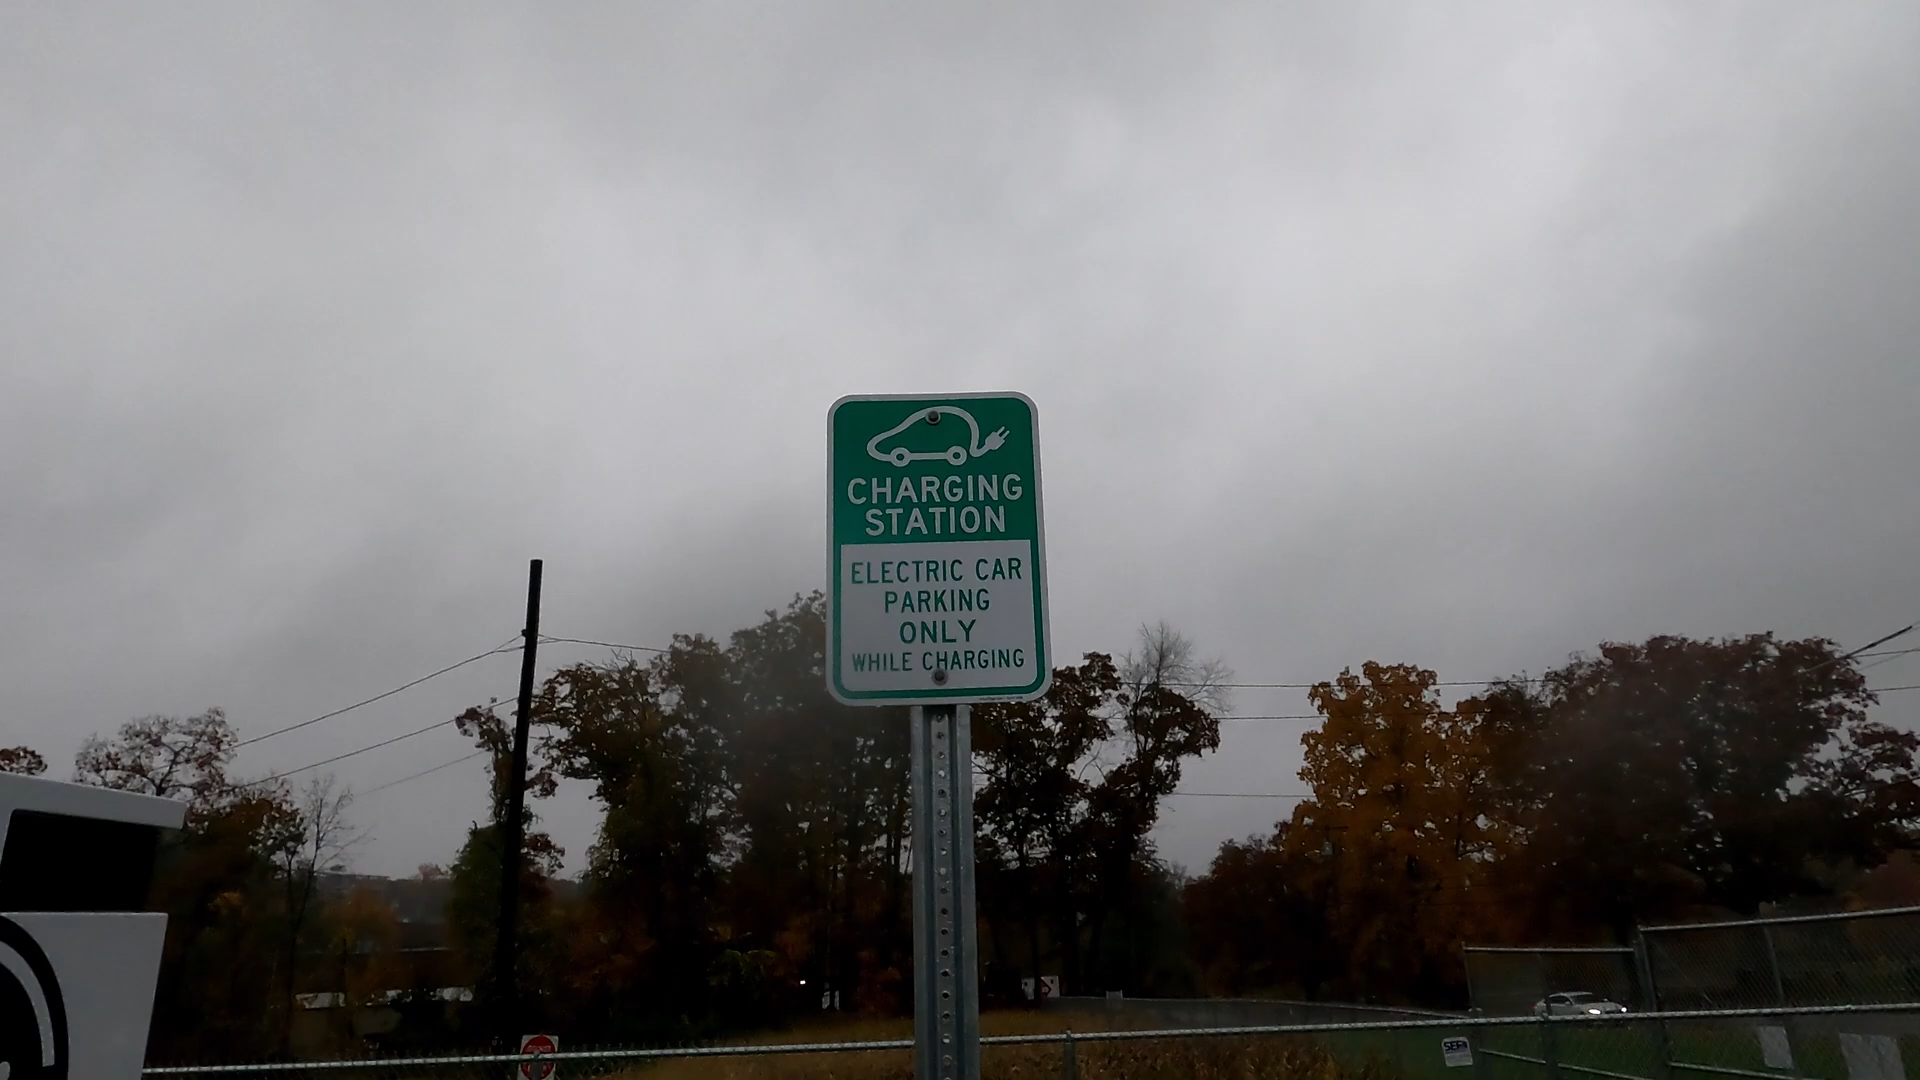 CHARGING
STATION
ELECTRIC CAR
PARKING
ONLY
WHILE CHARGING